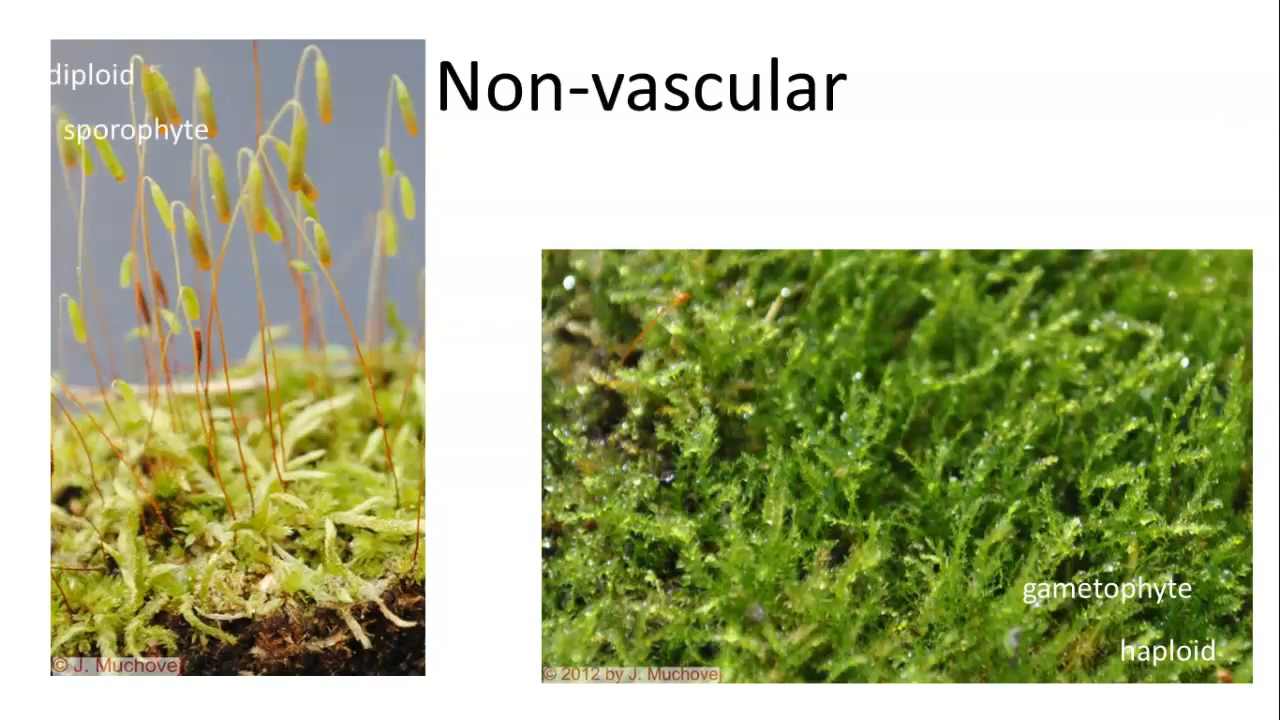 diploid
sporophyte
Non-vascular
gametophyte
haploid
© J. Muchovej
© 2012 by J. Muchovej